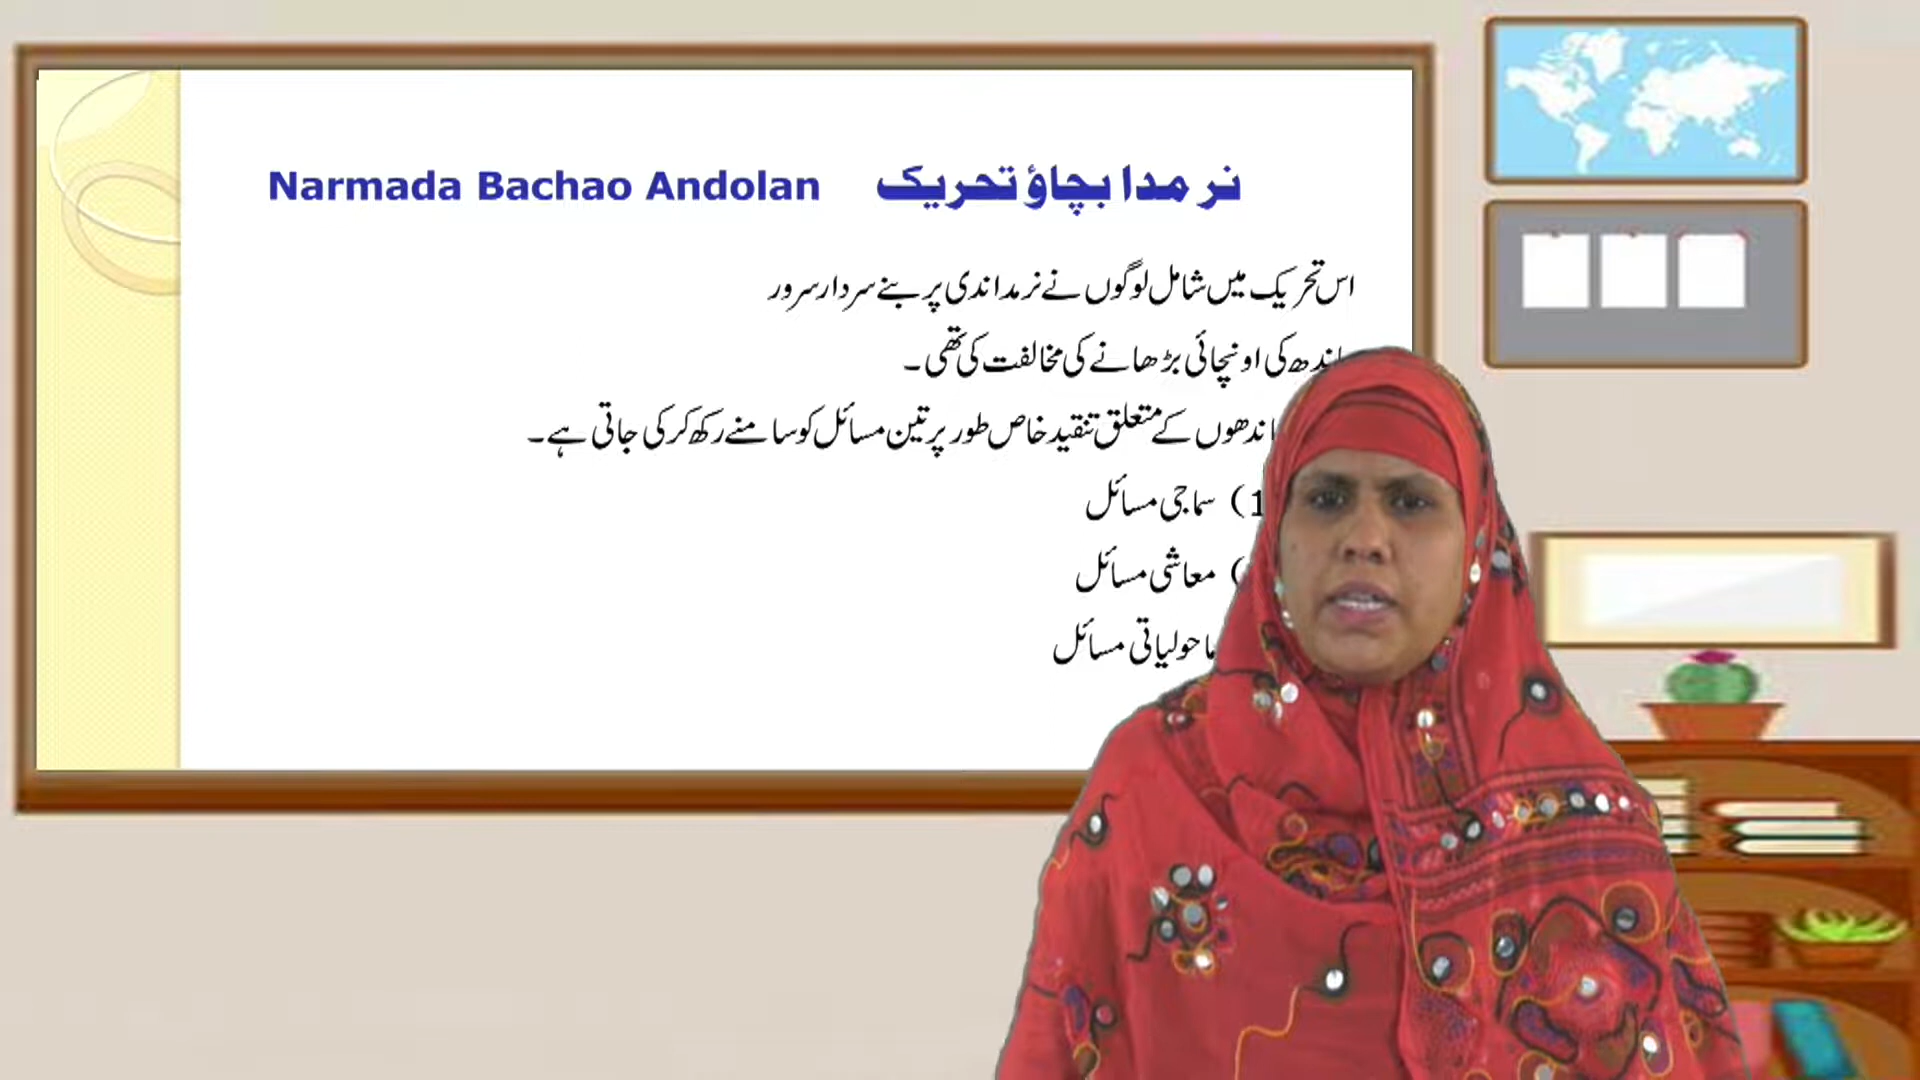 Narmada Bachao Andolan نرمدا بچاؤ تحریک
اس تحریک میں شامل لوگوں نے نرمدا ندی پر بنے سردار سرور
کی اونچائی بڑھانے کی مخالفت کی تھی۔
کے متعلق تنقید خاص طور پر تین مسائل کو سامنے رکھ کر کی جاتی ہے۔
1) سماجی مسائل
) معاشی مسائل
ماحولیاتی مسائل